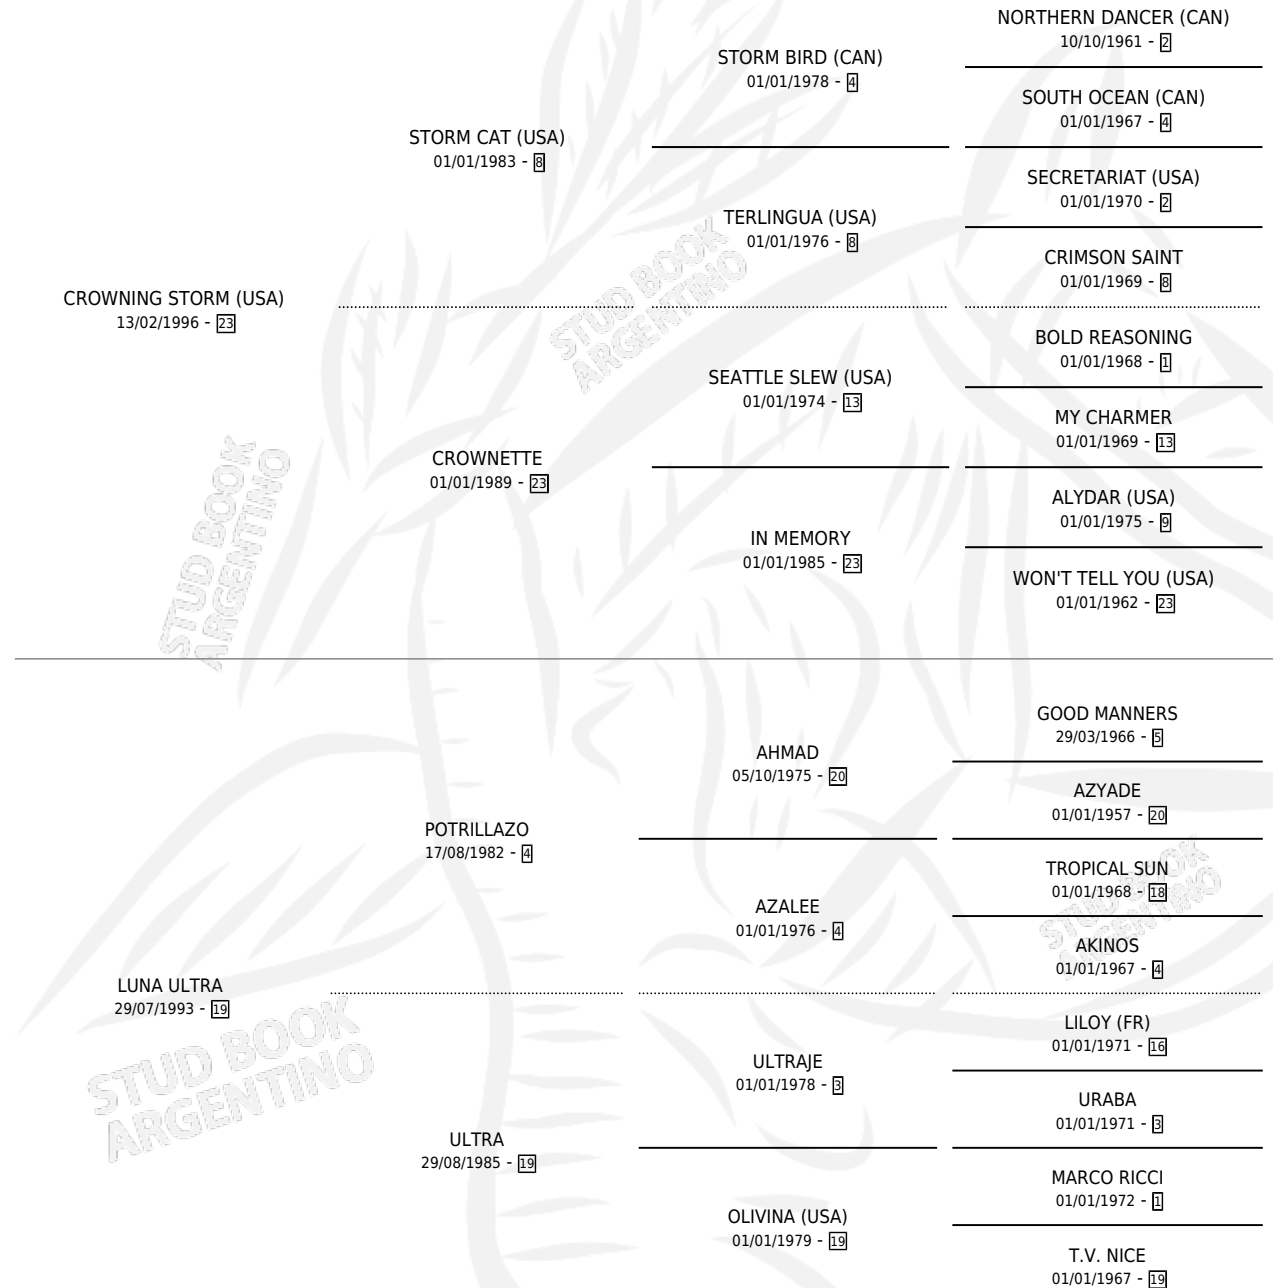 NORTHERN DANCER (CAN)
10/10/1961 - 2
STORM BIRD (CAN)
01/01/1978 - 4
SOUTH OCEAN (CAN)
01/01/1967 - 4
STORM CAT (USA)
01/01/1983 - 8
SECRETARIAT (USA)
01/01/1970 - 2
TERLINGUA (USA)
01/01/1976 - 8
CRIMSON SAINT
01/01/1969 - 8
CROWNING STORM (USA)
13/02/1996 - 23
STUD BOOK
ARGENTINO
BOLD REASONING
01/01/1968 - 1
SEATTLE SLEW (USA)
01/01/1974 - 13
MY CHARMER
01/01/1969 - 13
CROWNETTE
01/01/1989 - 23
ALYDAR (USA)
01/01/1975 - 9
IN MEMORY
01/01/1985 - 23
WON'T TELL YOU (USA)
01/01/1962 - 23
STUD BOOK
ARGENTINO
GOOD MANNERS
29/03/1966 - 5
AHMAD
05/10/1975 - 20
AZYADE
01/01/1957 - 20
POTRILLAZO
17/08/1982 - 4
TROPICAL SUN
01/01/1968 - 18
AZALEE
01/01/1976 - 4
STUD BOOK
ARGENTINO
AKINOS
01/01/1967 - 4
LUNA ULTRA
29/07/1993 - 19
LILOY (FR)
01/01/1971 - 16
ULTRAJE
01/01/1978 - 3
STUD BOOK
ARGENTINO
URABA
01/01/1971 - 3
ULTRA
29/08/1985 - 19
MARCO RICCI
01/01/1972 - 1
OLIVINA (USA)
01/01/1979 - 19
T.V. NICE
01/01/1967 - 19